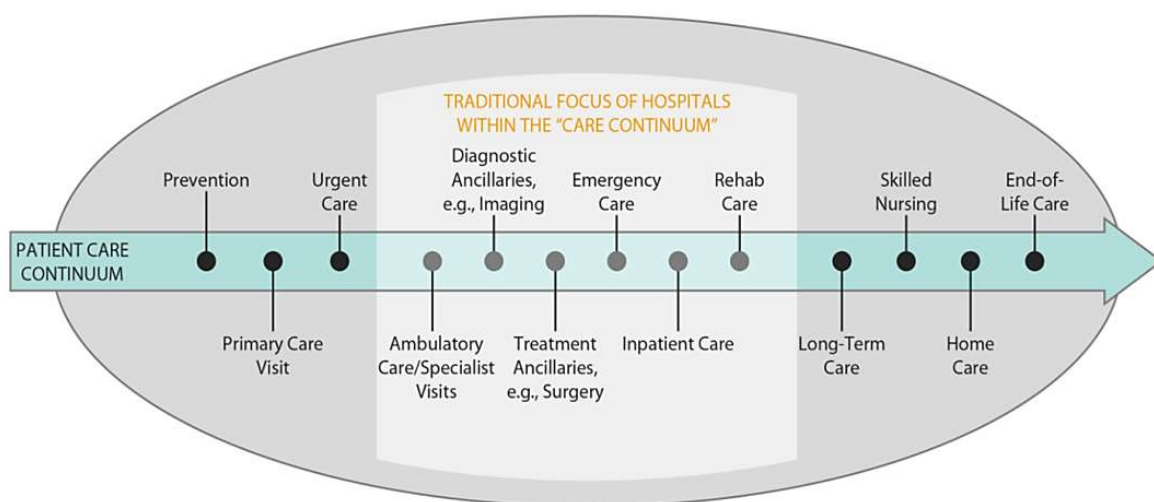 TRADITIONAL FOCUS OF HOSPITALS
WITHIN THE "CARE CONTINUUM"
Prevention
Urgent
Care
Diagnostic
Ancillaries,
e.g., Imaging
Emergency
Care
Rehab
Care
Skilled
Nursing
End-of-
Life Care
PATIENT CARE
CONTINUUM
Primary Care
Visit
Ambulatory
Care/Specialist
Visits
Treatment
Ancillaries,
e.g., Surgery
Inpatient Care
Long-Term
Care
Home
Care